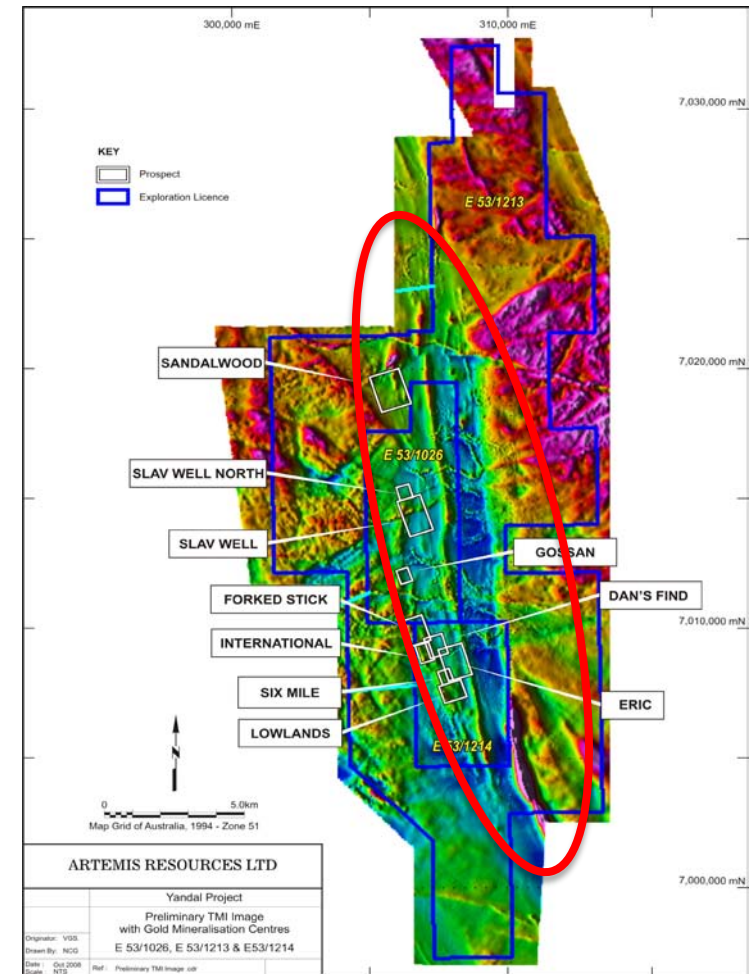 300,000 mE
310,000 mE
7,030,000 mN
KEY
Prospect
Exploration Licence
E 53/1213
7,020,000 mN
SANDALWOOD
E 53/1026
SLAV WELL NORTH
SLAV WELL
GOSSAN
FORKED STICK
DAN'S FIND
7,010,000 mN
INTERNATIONAL
SIX MILE
ERIC
LOWLANDS
E 53/1214
N
0 5.0km
Map Grid of Australia, 1994 - Zone 51
ARTEMIS RESOURCES LTD
7,000,000 mN
Yandal Project
Preliminary TMI Image
with Gold Mineralisation Centres
Originator: VGS
Drawn By: NCG
E 53/1026, E 53/1213 & E53/1214
Date: Oct 2008
Scale: NTS
Ref: Preliminary TMI Image .cdr